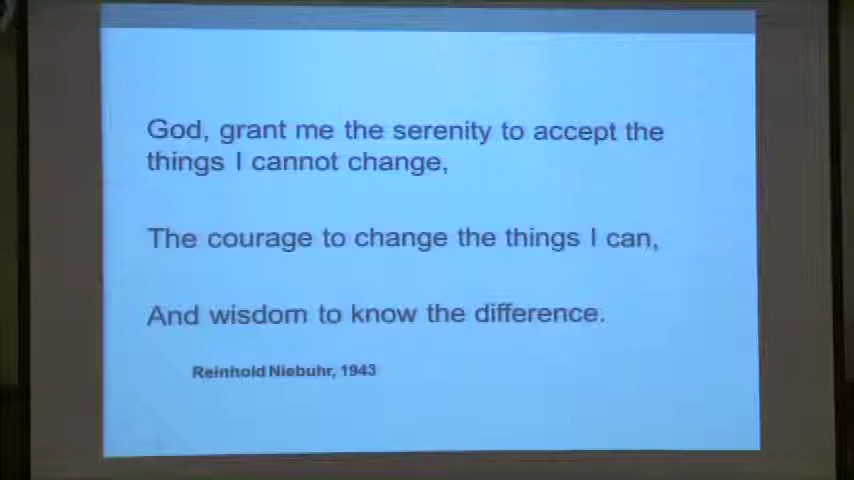 God, grant me the serenity to accept the
things I cannot change,
The courage to change the things I can,
And wisdom to know the difference.
Reinhold Niebuhr, 1943